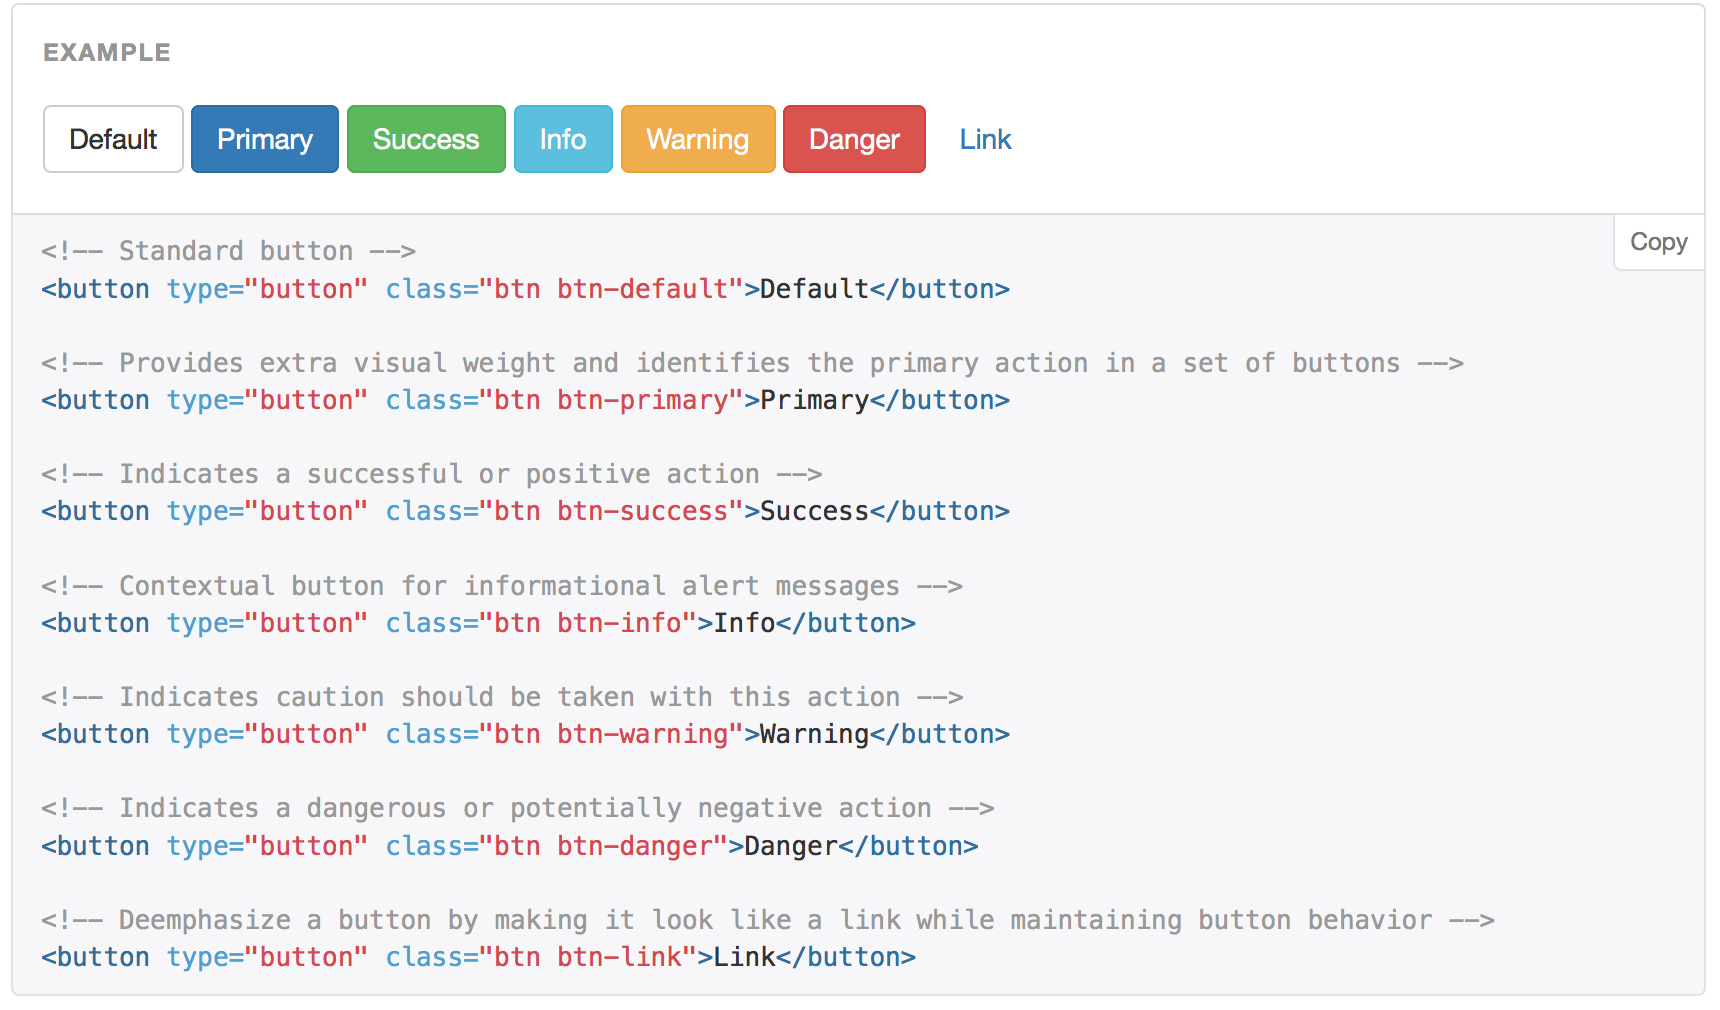 EXAMPLE
Default Primary Success Info Warning Danger Link
Copy
<!-- Standard button -->
<button type="button" class="btn btn-default">Default</button>
<!-- Provides extra visual weight and identifies the primary action in a set of buttons -->
<button type="button" class="btn btn-primary">Primary</button>
<!-- Indicates a successful or positive action -->
<button type="button" class="btn btn-success">Success</button>
<!-- Contextual button for informational alert messages -->
<button type="button" class="btn btn-info">Info</button>
<!-- Indicates caution should be taken with this action -->
<button type="button" class="btn btn-warning">Warning</button>
<!-- Indicates a dangerous or potentially negative action -->
<button type="button" class="btn btn-danger">Danger</button>
<!-- Deemphasize a button by making it look like a link while maintaining button behavior -->
<button type="button" class="btn btn-link">Link</button>